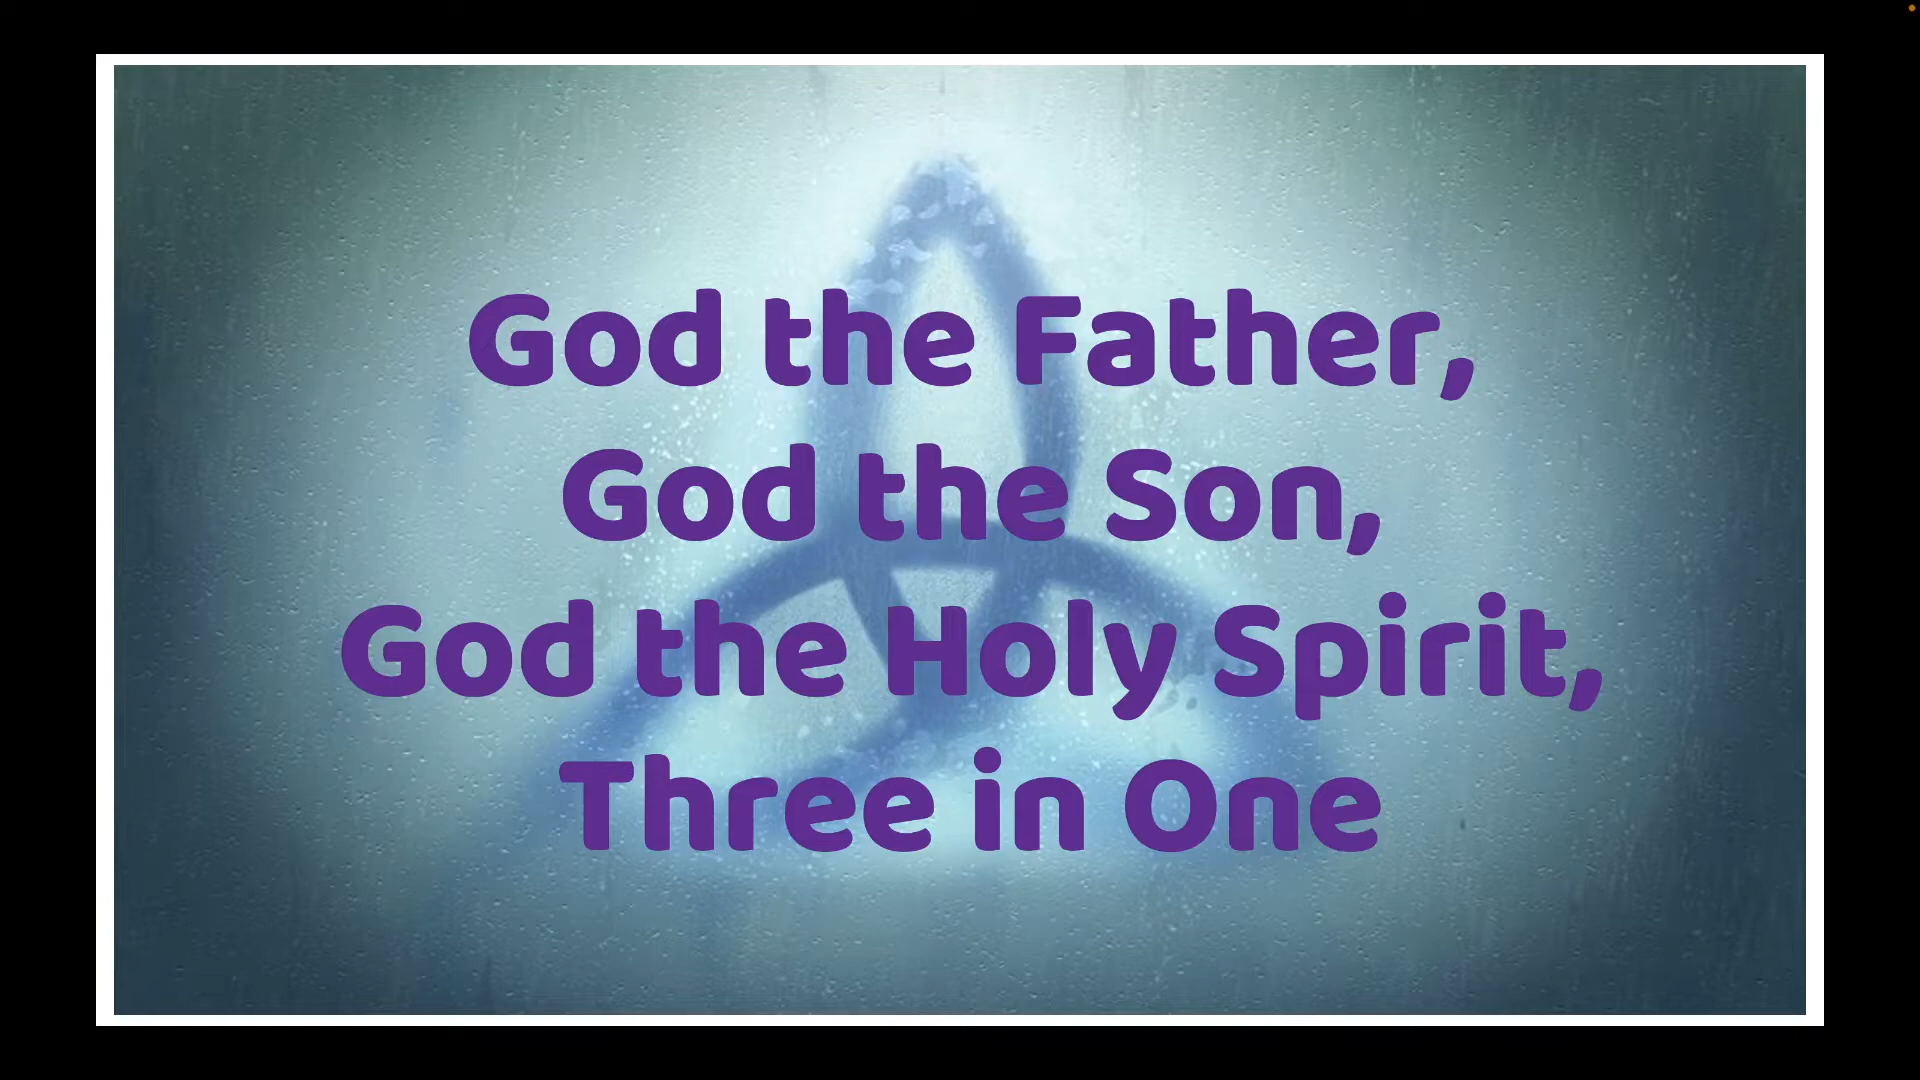 God the Father,
God the Son,
God the Holy Spirit,
Three in One